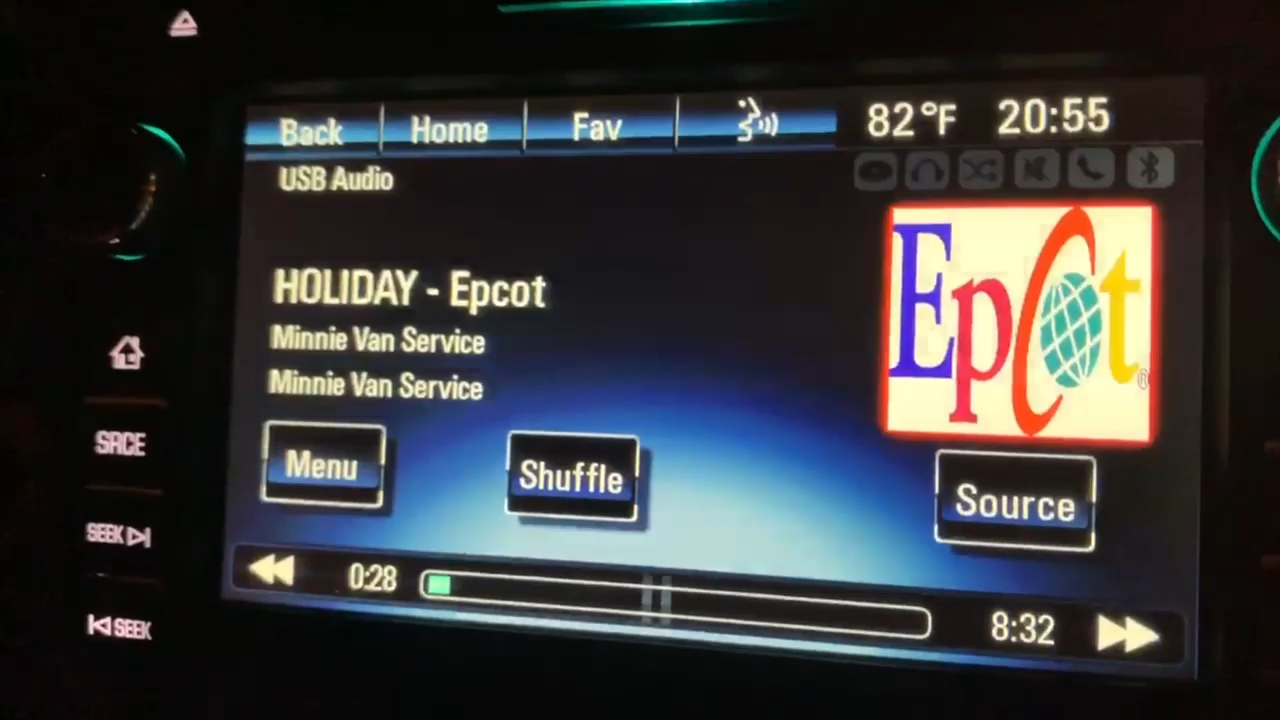 Back Home Fav 82°F 20:55
USB Audio
Epcot®
HOLIDAY - Epcot
Minnie Van Service
Minnie Van Service
Menu Shuffle Source
0:28 8:32
SRCE
SEEK
SEEK